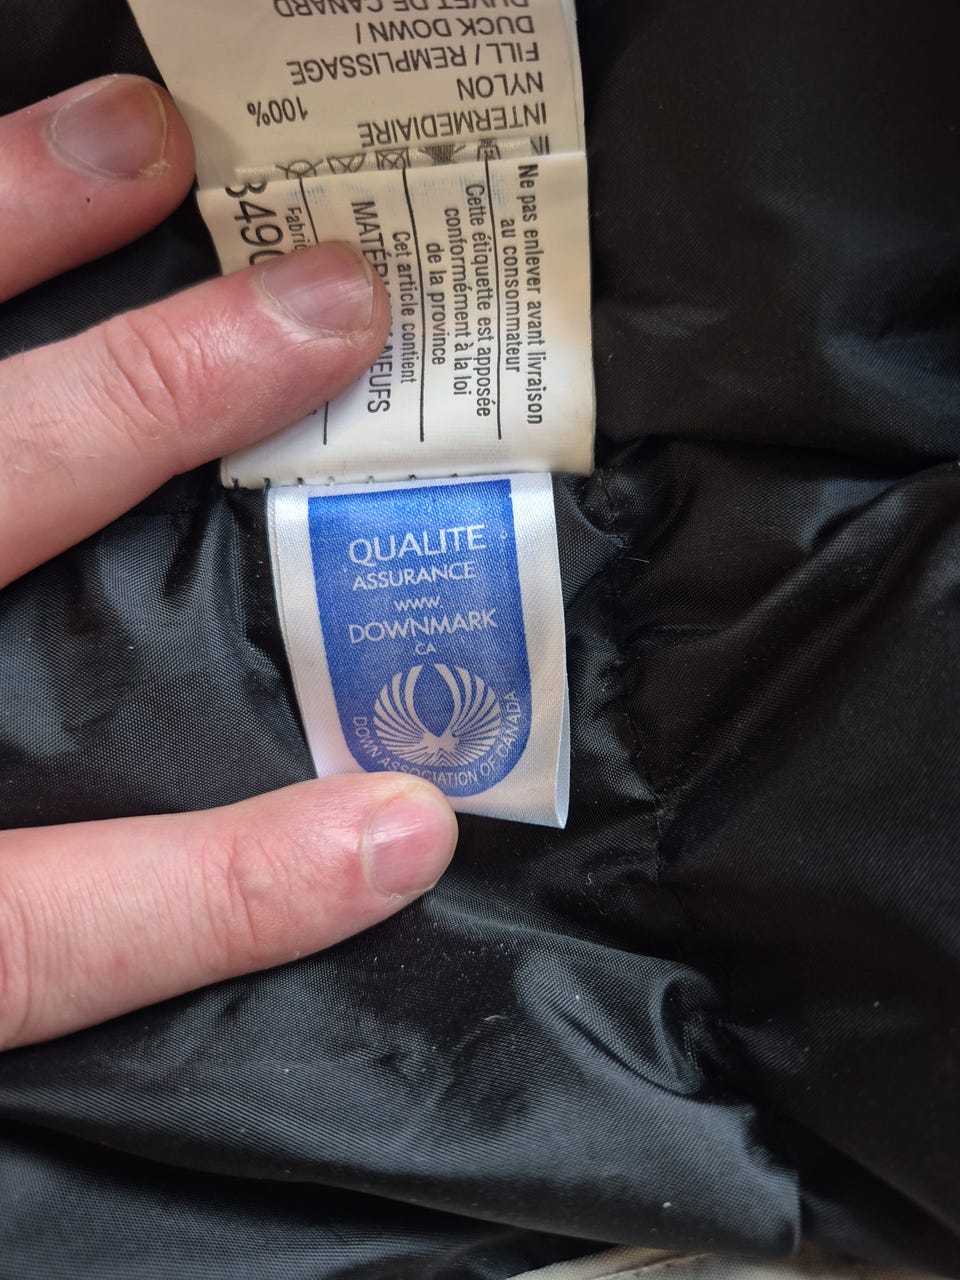 DUVET DE CANARD
DUCK DOWN /
FILL / REMPLISSAGE
NYLON
100%
INTERMEDIAIRE
Ne pas enlever avant livraison
au consommateur
Cette étiquette est apposée
conformément à la loi
de la province
Cet article contient
NEUFS
QUALITE
ASSURANCE
www.
DOWNMARK
CA
DOWN ASSOCIATION OF CANADA